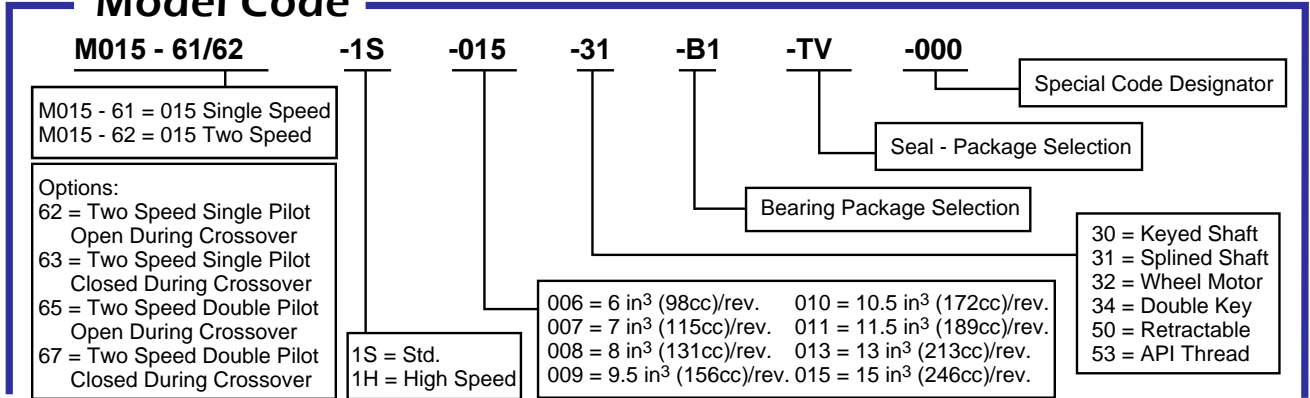 Model Code
M015 - 61/62 -1S -015 -31 -B1 -TV -000
Special Code Designator
M015 - 61 = 015 Single Speed
M015 - 62 = 015 Two Speed
Seal - Package Selection
Options:
62 = Two Speed Single Pilot
Open During Crossover
63 = Two Speed Single Pilot
Closed During Crossover
65 = Two Speed Double Pilot
Open During Crossover
67 = Two Speed Double Pilot
Closed During Crossover
Bearing Package Selection
1S = Std.
1H = High Speed
006 = 6 in³ (98cc)/rev. 010 = 10.5 in³ (172cc)/rev.
007 = 7 in³ (115cc)/rev. 011 = 11.5 in³ (189cc)/rev.
008 = 8 in³ (131cc)/rev. 013 = 13 in³ (213cc)/rev.
009 = 9.5 in³ (156cc)/rev. 015 = 15 in³ (246cc)/rev.
30 = Keyed Shaft
31 = Splined Shaft
32 = Wheel Motor
34 = Double Key
50 = Retractable
53 = API Thread